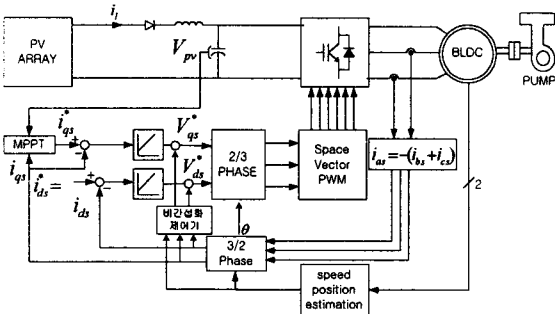 PV
ARRAY
i_l
V_pv
BLDC
PUMP
MPPT
i*_qs
+
−
V*_qs
2/3
PHASE
Space
Vector
PWM
i_as=−(i_bs+i_cs)
i_qs
i*_ds=
+
−
V*_ds
i_ds
비간섭화
제어기
θ
3/2
Phase
2
speed
position
estimation